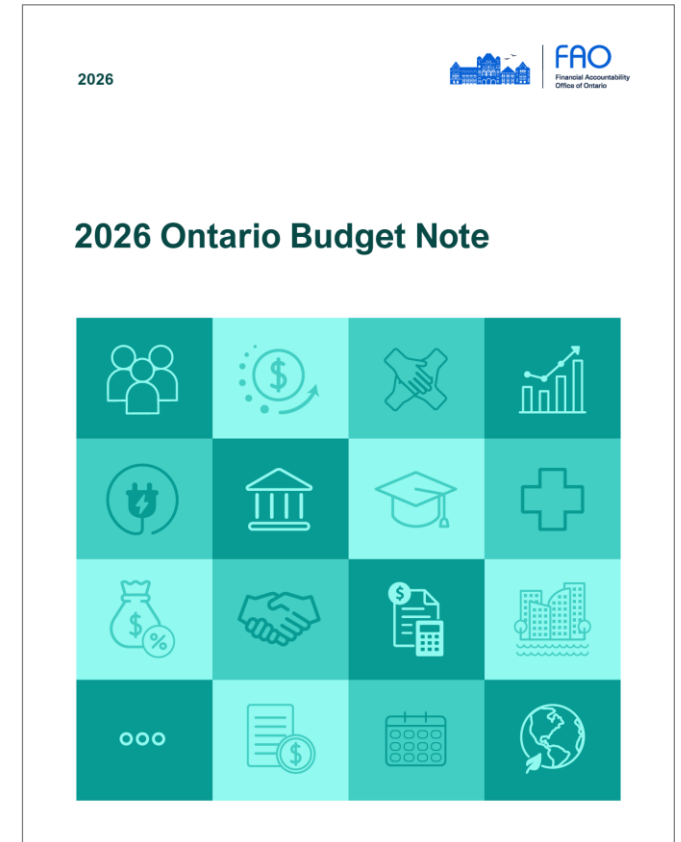 2026
FAO
Financial Accountability
Office of Ontario
2026 Ontario Budget Note
$
$
%
$
$